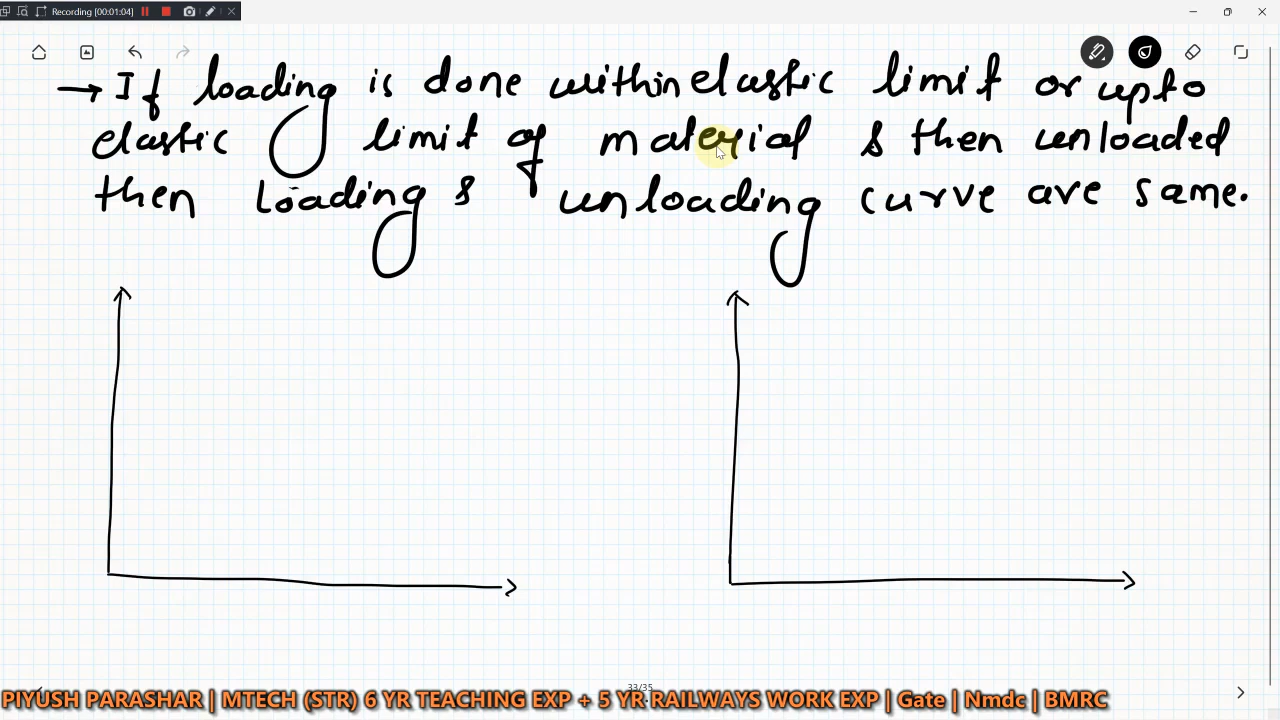 Recording [00:01:04]
→ If loading is done within elastic limit or upto
elastic limit of material & then unloaded
then Loading & unloading curve are same.
33/35
PIYUSH PARASHAR | MTECH (STR) 6 YR TEACHING EXP + 5 YR RAILWAYS WORK EXP | Gate | Nmdc | BMRC